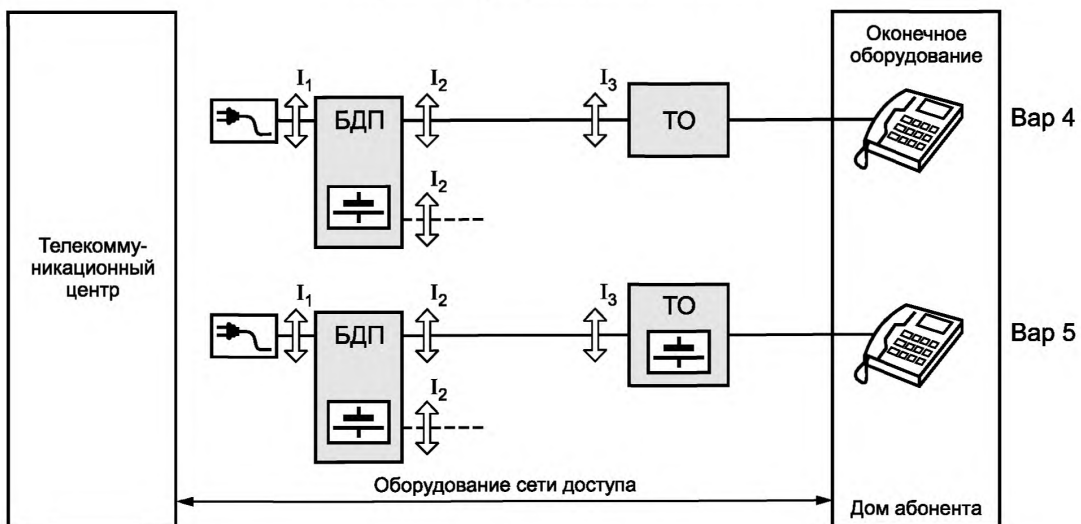 Оконечное
оборудование
I₁
I₂
I₃
БДП
ТО
Вар 4
I₂
Телекомму-
никационный
центр
I₁
I₂
I₃
БДП
ТО
Вар 5
I₂
Оборудование сети доступа
Дом абонента